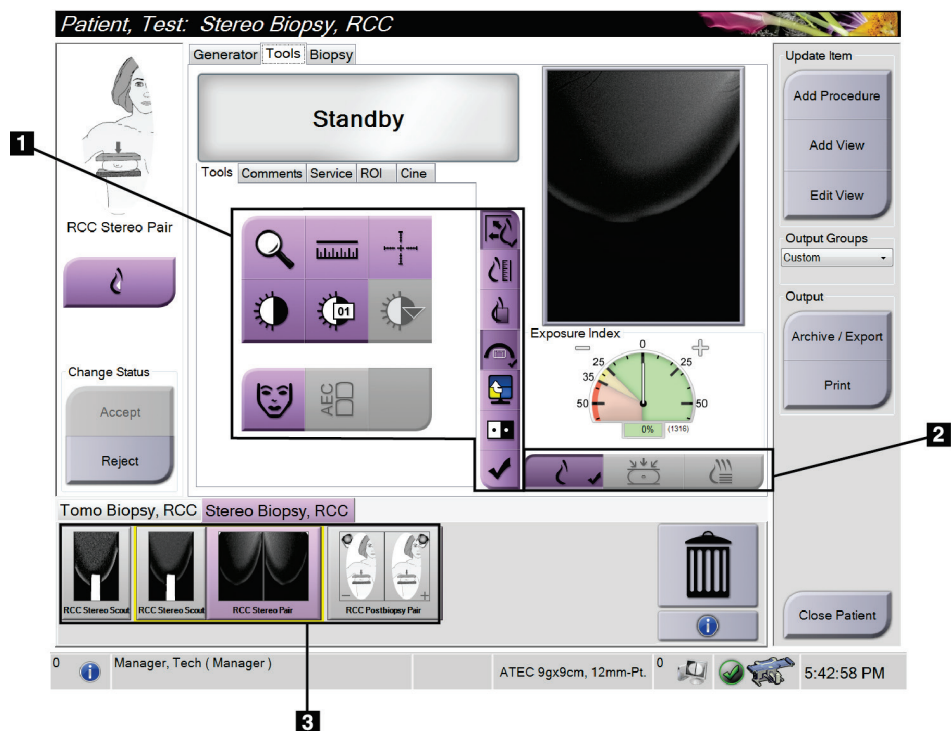 Patient, Test: Stereo Biopsy, RCC
Generator Tools Biopsy
Update Item
Standby
Add Procedure
Add View
Edit View
1
Tools Comments Service ROI Cine
RCC Stereo Pair
01
Output Groups
Custom
Output
Archive / Export
Print
Exposure Index
0
25 25
35
50 50
0% (1316)
AEC
Change Status
Accept
Reject
2
Tomo Biopsy, RCC Stereo Biopsy, RCC
RCC Stereo Scout RCC Stereo Scout RCC Stereo Pair RCC Postbiopsy Pair
Close Patient
0 Manager, Tech ( Manager ) ATEC 9gx9cm, 12mm-Pt. 0 5:42:58 PM
3